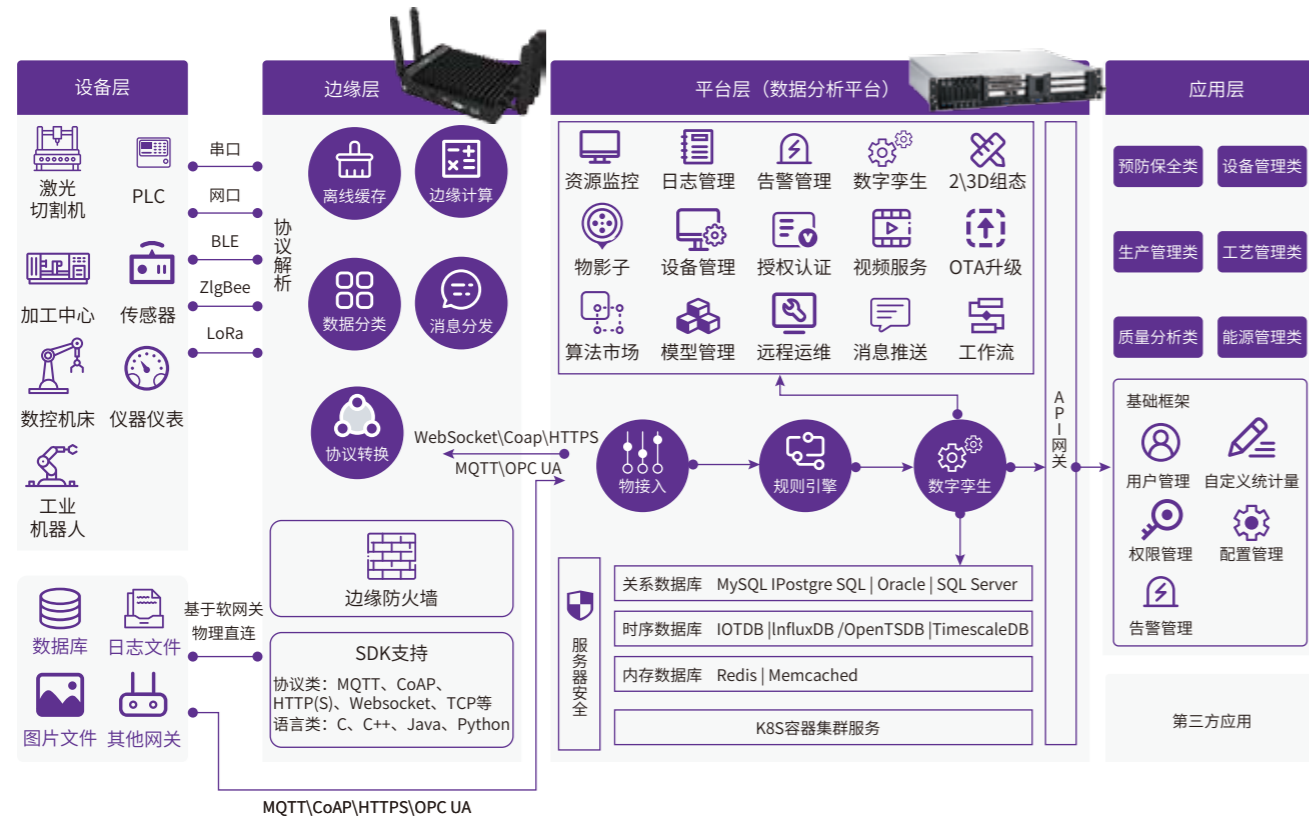 设备层
激光
切割机
PLC
加工中心
传感器
数控机床
仪器仪表
工业
机器人
数据库
日志文件
图片文件
其他网关
串口
网口
BLE
ZlgBee
LoRa
基于软网关
物理直连
边缘层
协议解析
离线缓存
边缘计算
数据分类
消息分发
协议转换
边缘防火墙
SDK支持
协议类：MQTT、CoAP、
HTTP(S)、Websocket、TCP等
语言类：C、C++、Java、Python
WebSocket\Coap\HTTPS
MQTT\OPC UA
MQTT\CoAP\HTTPS\OPC UA
平台层（数据分析平台）
资源监控
日志管理
告警管理
数字孪生
2\3D组态
物影子
设备管理
授权认证
视频服务
OTA升级
算法市场
模型管理
远程运维
消息推送
工作流
物接入
规则引擎
数字孪生
服务器安全
关系数据库 MySQL IPostgre SQL | Oracle | SQL Server
时序数据库 IOTDB |lnfluxDB /OpenTSDB |TimescaleDB
内存数据库 Redis | Memcached
K8S容器集群服务
API网关
应用层
预防保全类
设备管理类
生产管理类
工艺管理类
质量分析类
能源管理类
基础框架
用户管理
自定义统计量
权限管理
配置管理
告警管理
第三方应用